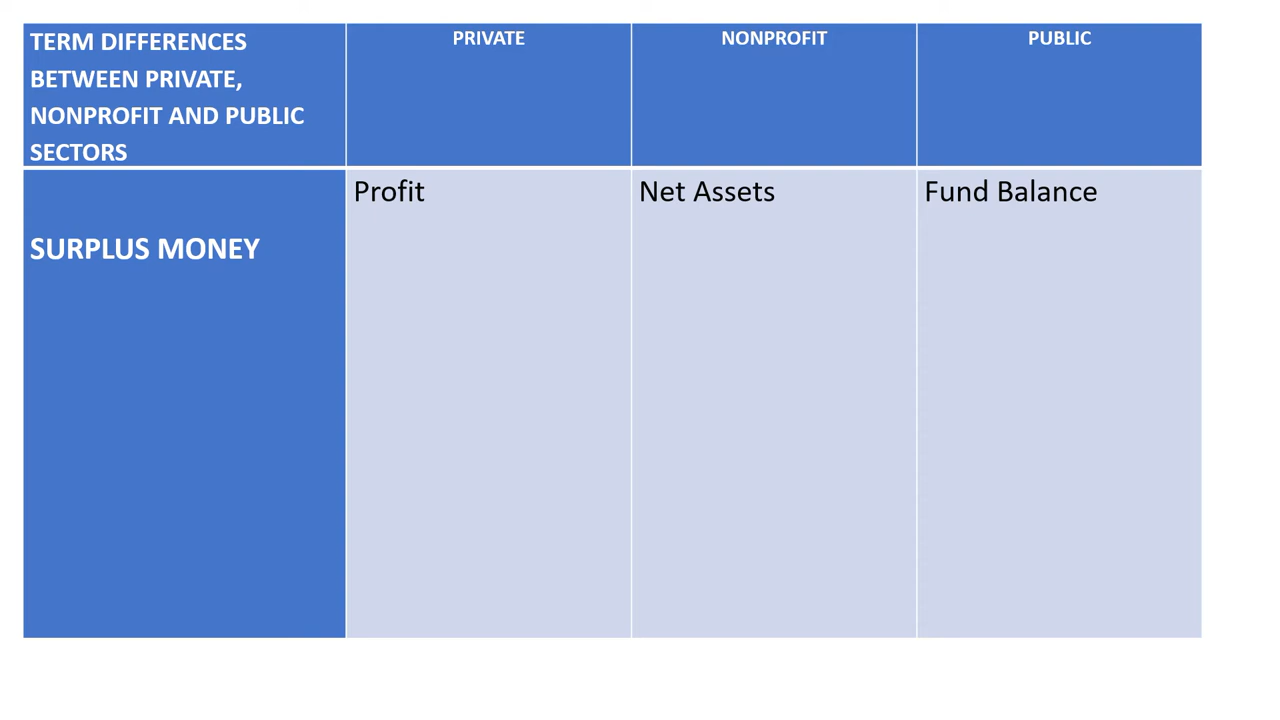 TERM DIFFERENCES
BETWEEN PRIVATE,
NONPROFIT AND PUBLIC
SECTORS
PRIVATE
NONPROFIT
PUBLIC
SURPLUS MONEY
Profit
Net Assets
Fund Balance